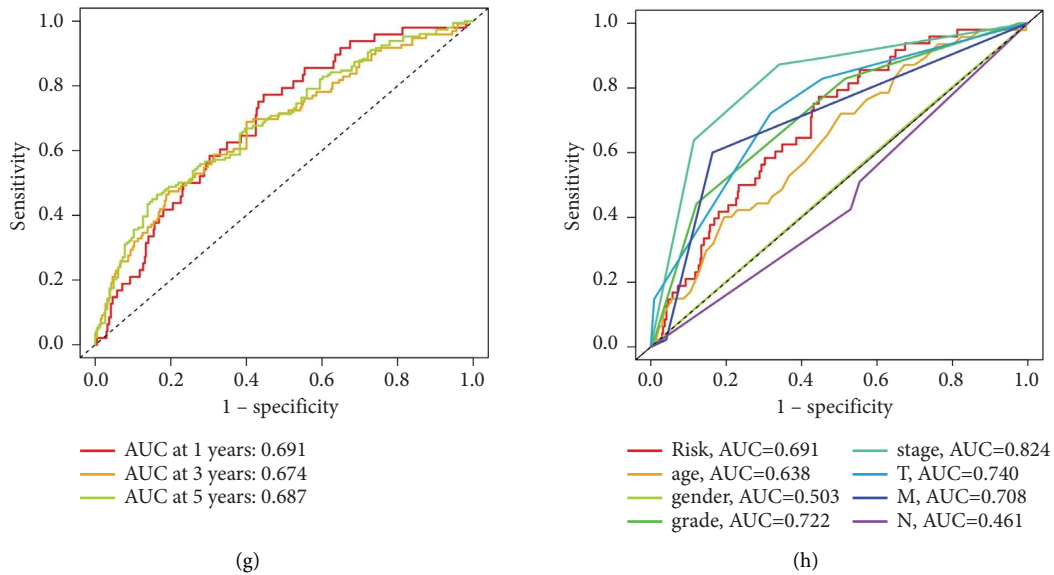 1.0
0.8
0.6
0.4
0.2
0.0
Sensitivity
0.0 0.2 0.4 0.6 0.8 1.0
1 – specificity
AUC at 1 years: 0.691
AUC at 3 years: 0.674
AUC at 5 years: 0.687
(g)
1.0
0.8
0.6
0.4
0.2
0.0
Sensitivity
0.0 0.2 0.4 0.6 0.8 1.0
1 – specificity
Risk, AUC=0.691
age, AUC=0.638
gender, AUC=0.503
grade, AUC=0.722
stage, AUC=0.824
T, AUC=0.740
M, AUC=0.708
N, AUC=0.461
(h)